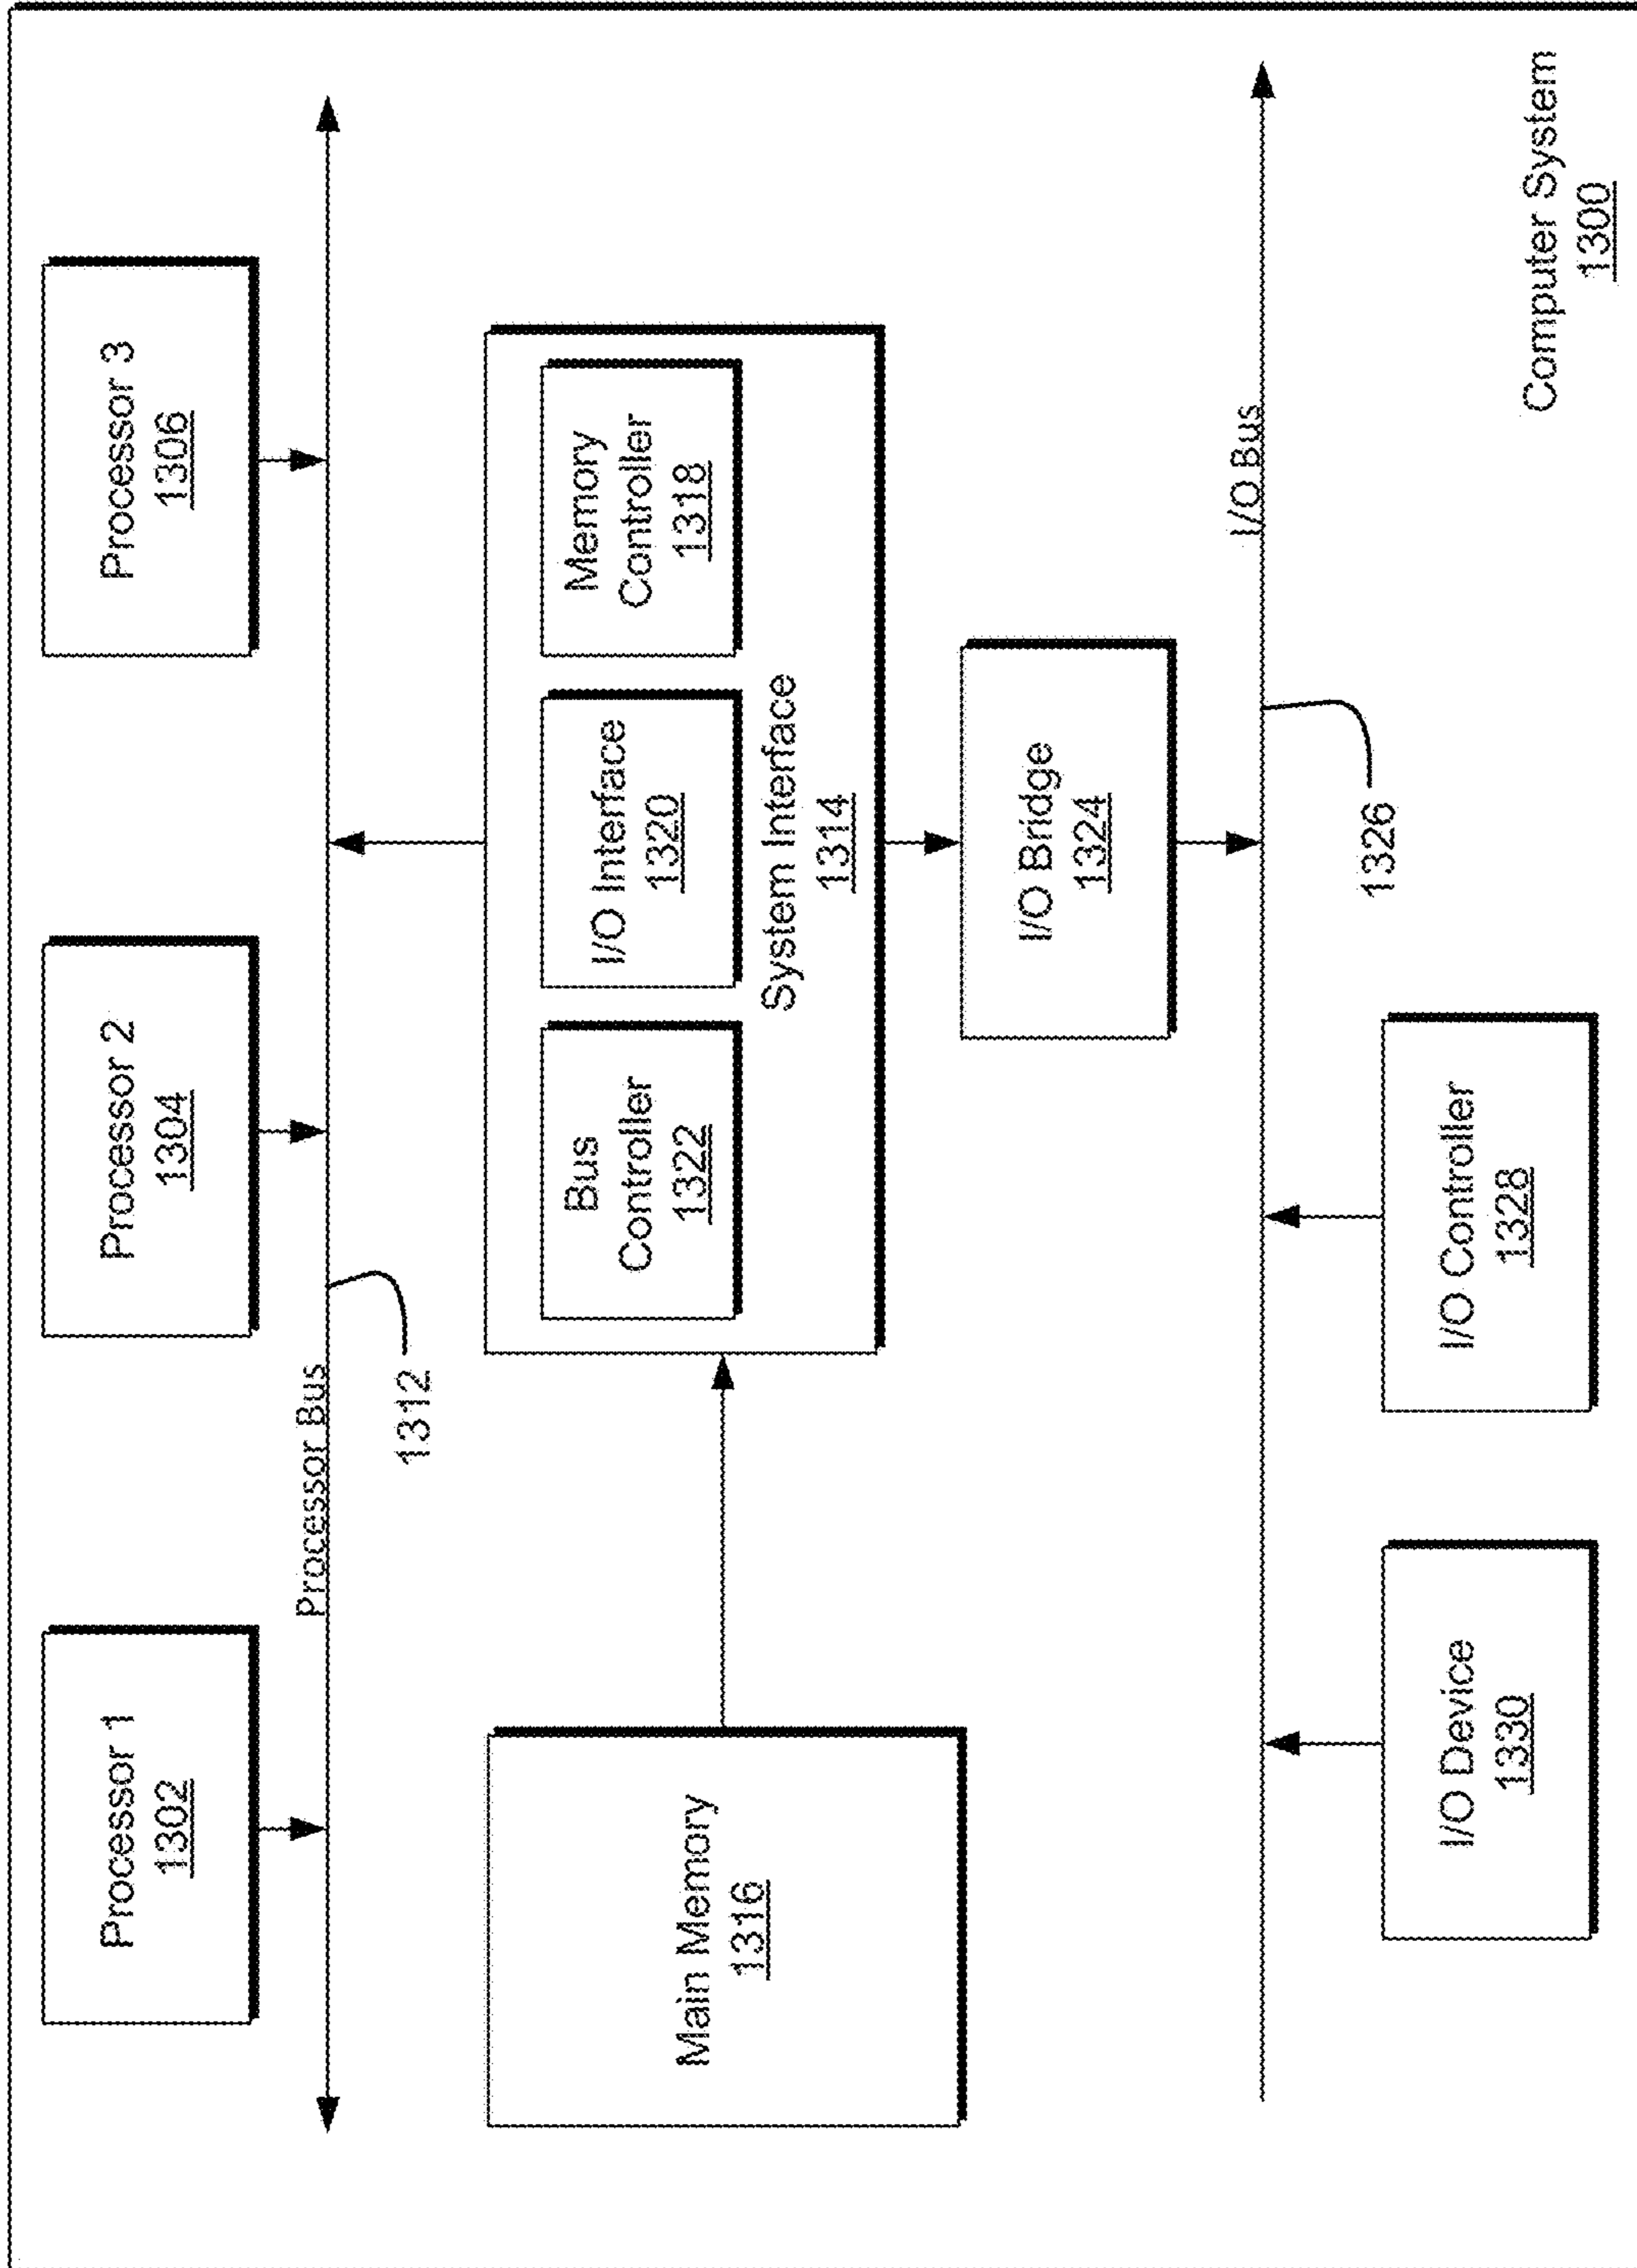 Processor 1
1302
Processor 2
1304
Processor 3
1306
Processor Bus
1312
Main Memory
1316
Bus
Controller
1322
I/O Interface
1320
Memory
Controller
1318
System Interface
1314
I/O Bridge
1324
I/O Bus
1326
I/O Device
1330
I/O Controller
1328
Computer System
1300